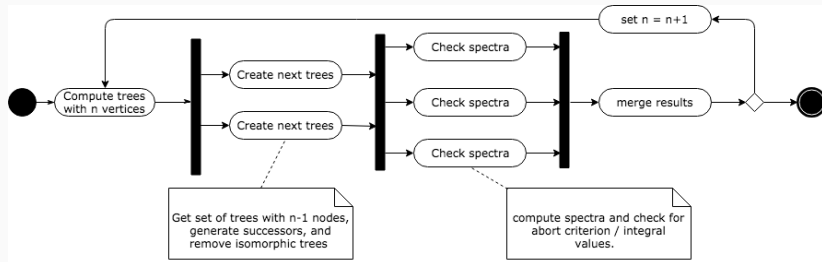 set n = n+1
Compute trees
with n vertices
Create next trees
Create next trees
Check spectra
Check spectra
Check spectra
merge results
Get set of trees with n-1 nodes,
generate successors, and
remove isomorphic trees
compute spectra and check for
abort criterion / integral
values.